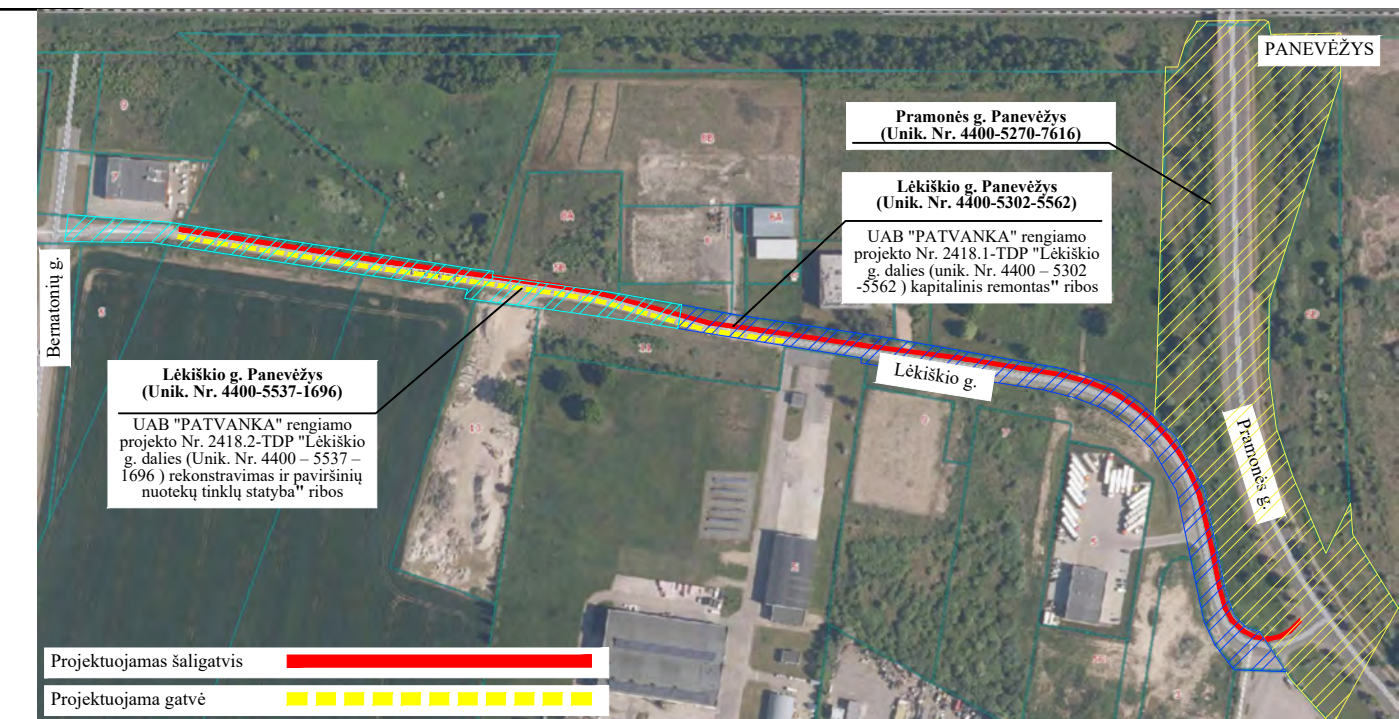 PANEVĖŽYS
Pramonės g. Panevėžys
(Unik. Nr. 4400-5270-7616)
Lėkiškio g. Panevėžys
(Unik. Nr. 4400-5302-5562)
UAB "PATVANKA" rengiamo
projekto Nr. 2418.1-TDP "Lėkiškio
g. dalies (unik. Nr. 4400 – 5302
-5562 ) kapitalinis remontas" ribos
Bernatonių g.
Lėkiškio g. Panevėžys
(Unik. Nr. 4400-5537-1696)
UAB "PATVANKA" rengiamo
projekto Nr. 2418.2-TDP "Lėkiškio
g. dalies (Unik. Nr. 4400 – 5537 –
1696 ) rekonstravimas ir paviršinių
nuotekų tinklų statyba" ribos
Lėkiškio g.
Pramonės g.
8A
6A
11
Projektuojamas šaligatvis
Projektuojama gatvė